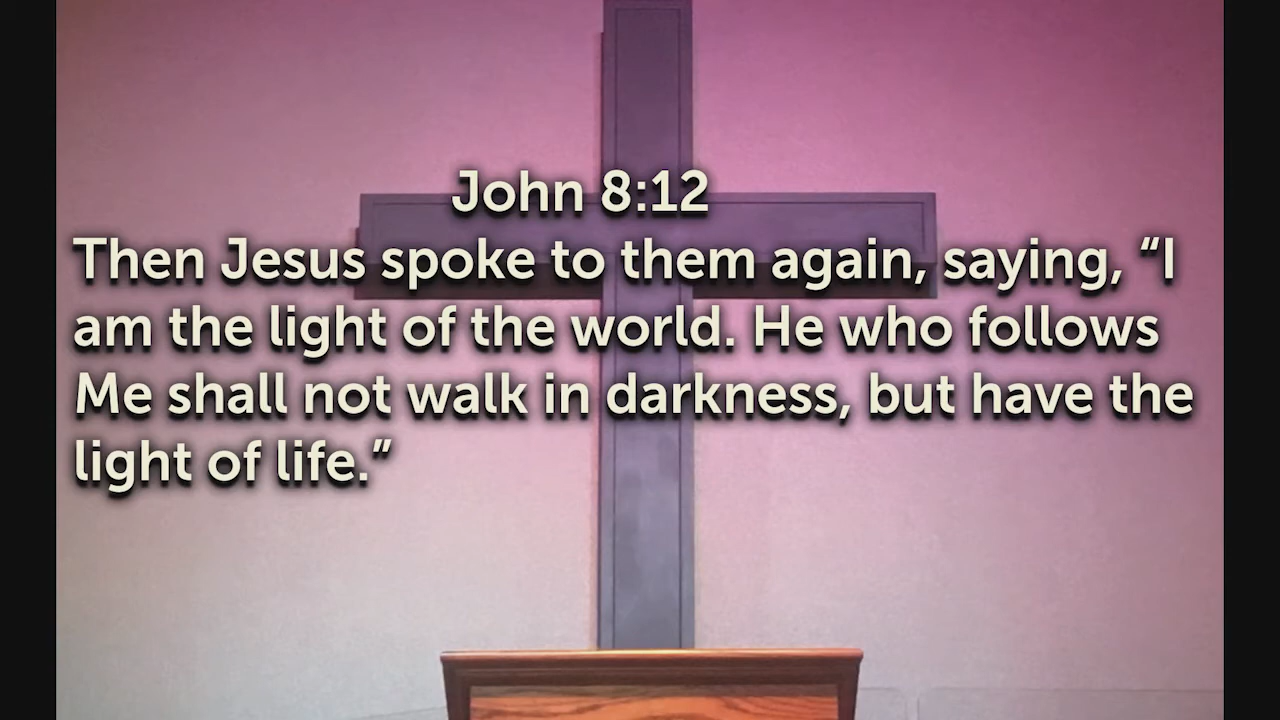 John 8:12
Then Jesus spoke to them again, saying, “I
am the light of the world. He who follows
Me shall not walk in darkness, but have the
light of life.”